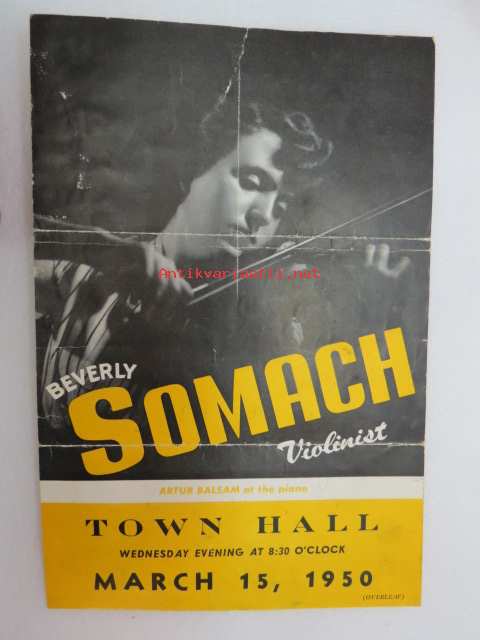 Antikvariaatti.net
BEVERLY
SOMACH
Violinist
ARTUR BALSAM at the piano
TOWN HALL
WEDNESDAY EVENING AT 8:30 O'CLOCK
MARCH 15, 1950
(OVERLEAF)